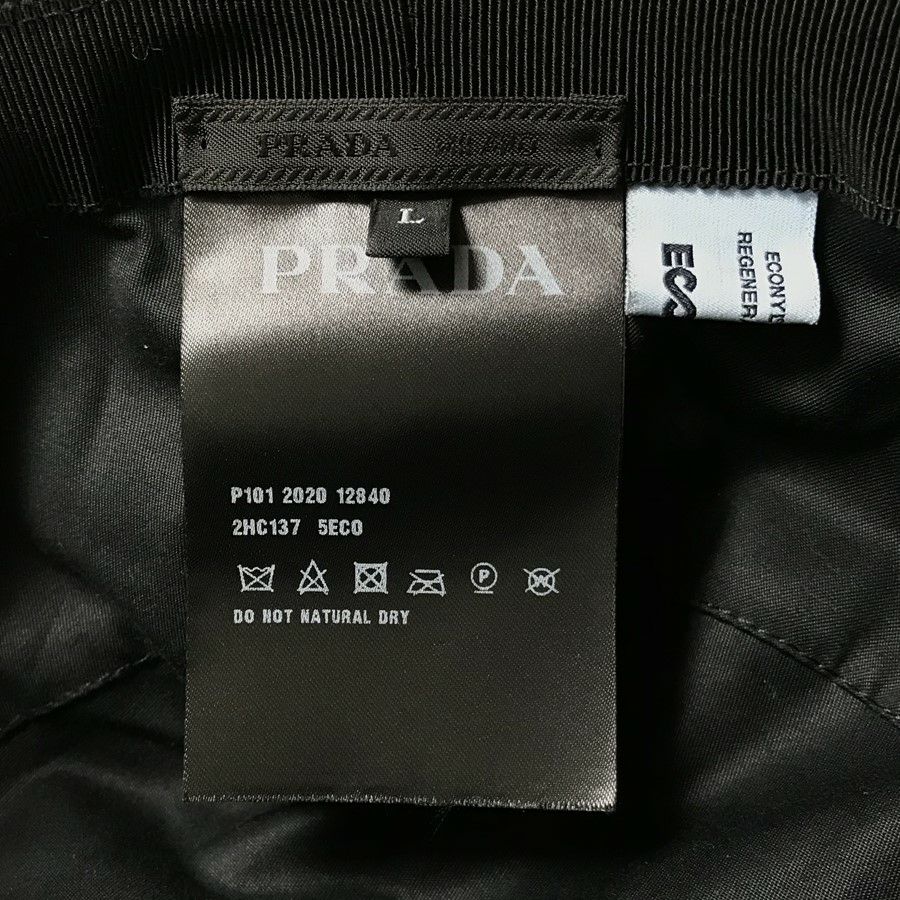 PRADA
L
PRADA
ECONY
REGENER
P101 2020 12840
2HC137 5ECO
P
W
DO NOT NATURAL DRY